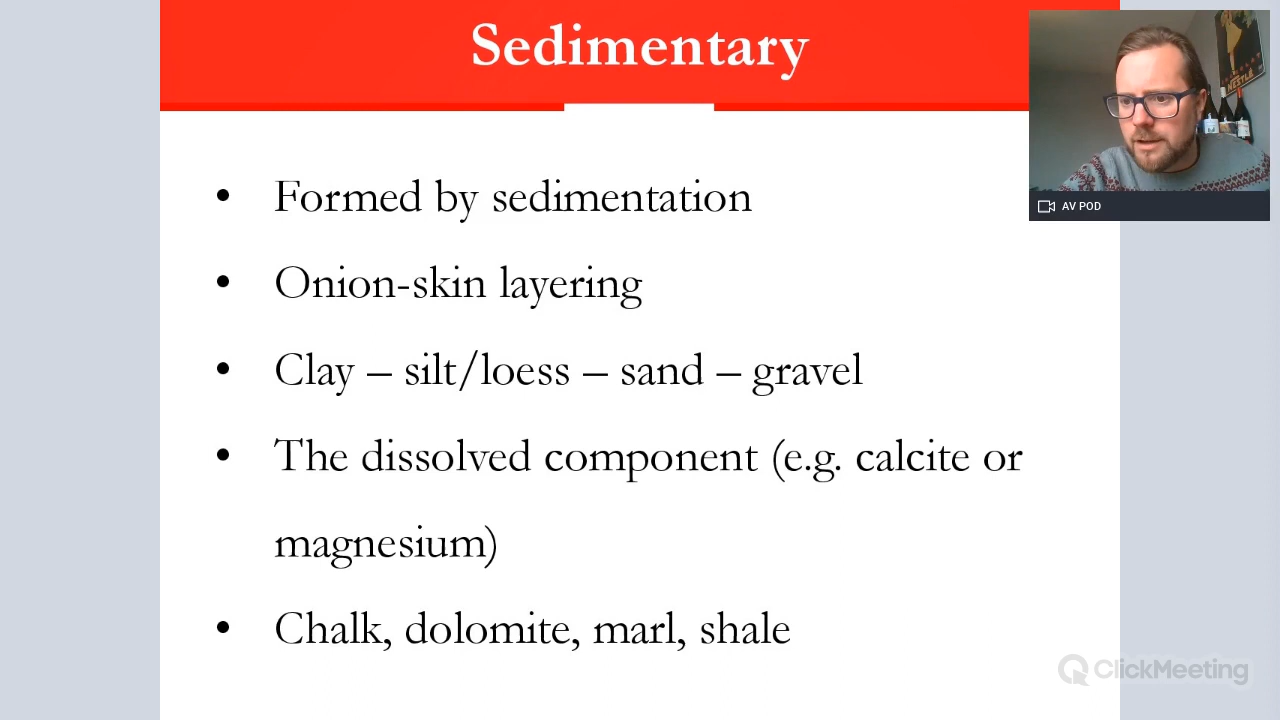 Sedimentary
NESTLÉ
AV POD
• Formed by sedimentation
• Onion-skin layering
• Clay – silt/loess – sand – gravel
• The dissolved component (e.g. calcite or
magnesium)
• Chalk, dolomite, marl, shale
ClickMeeting